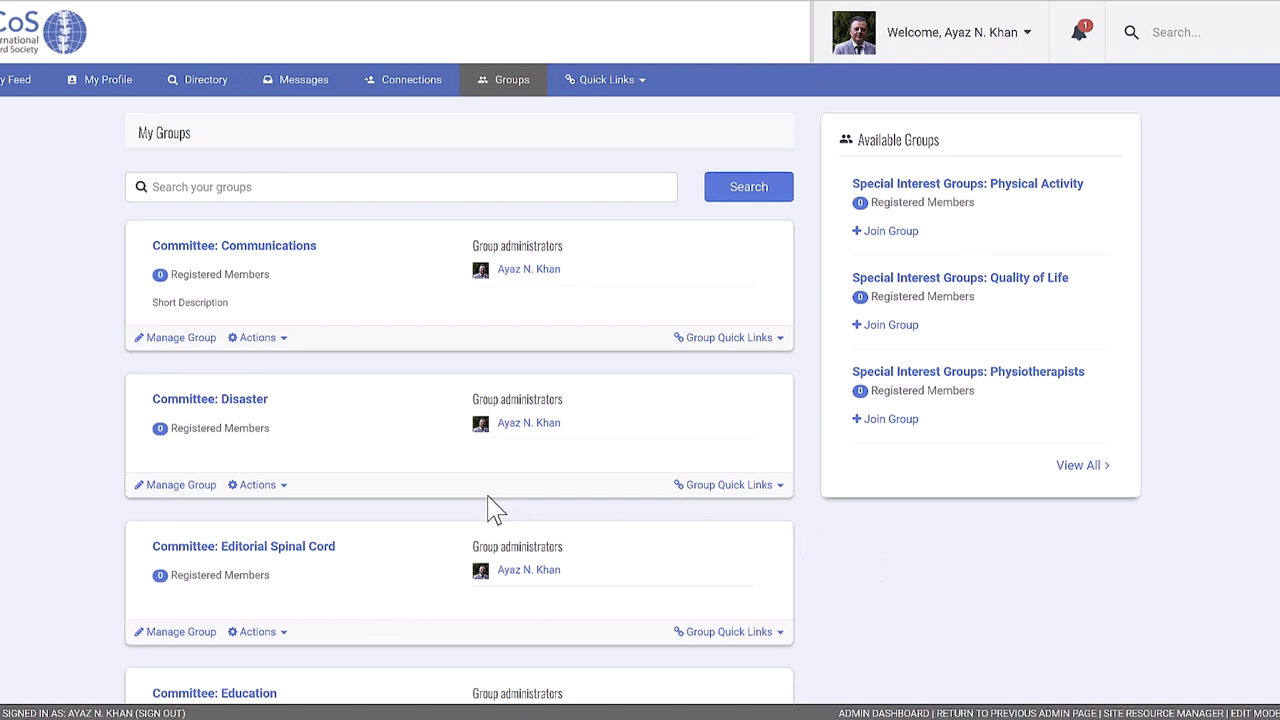 CoS
rnational
rd Society
Welcome, Ayaz N. Khan
1
Search...
y Feed
My Profile
Directory
Messages
Connections
Groups
Quick Links
My Groups
Search your groups
Search
Committee: Communications
0 Registered Members
Short Description
Group administrators
Ayaz N. Khan
Manage Group
Actions
Group Quick Links
Committee: Disaster
0 Registered Members
Group administrators
Ayaz N. Khan
Manage Group
Actions
Group Quick Links
Committee: Editorial Spinal Cord
0 Registered Members
Group administrators
Ayaz N. Khan
Manage Group
Actions
Group Quick Links
Committee: Education
Group administrators
Available Groups
Special Interest Groups: Physical Activity
0 Registered Members
Join Group
Special Interest Groups: Quality of Life
0 Registered Members
Join Group
Special Interest Groups: Physiotherapists
0 Registered Members
Join Group
View All
SIGNED IN AS: AYAZ N. KHAN (SIGN OUT)
ADMIN DASHBOARD | RETURN TO PREVIOUS ADMIN PAGE | SITE RESOURCE MANAGER | EDIT MODE